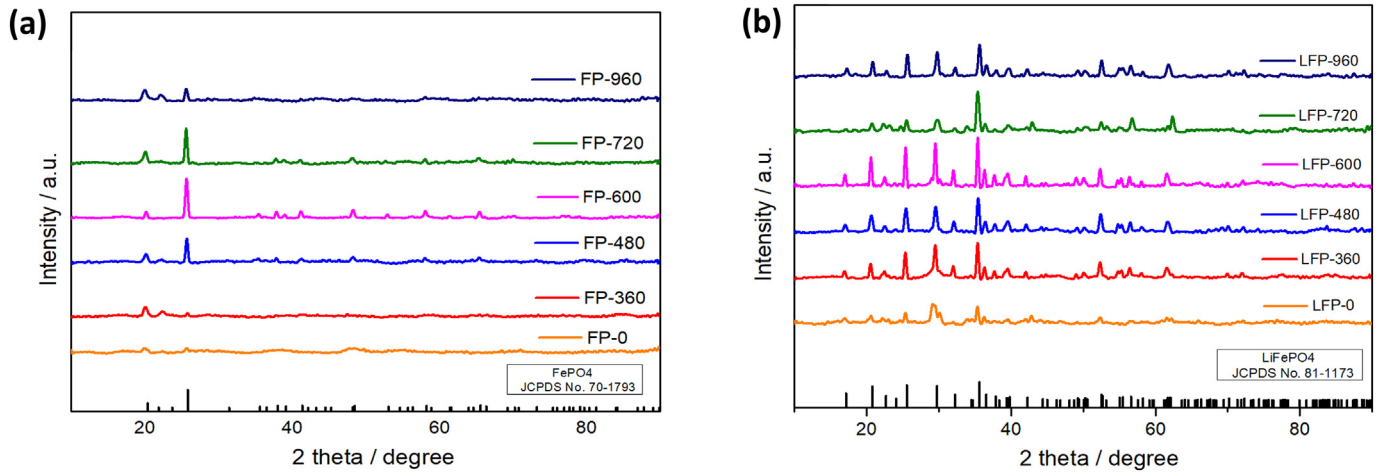 (a)
Intensity / a.u.
FP-960
FP-720
FP-600
FP-480
FP-360
FP-0
FePO4
JCPDS No. 70-1793
20
40
60
80
2 theta / degree
(b)
Intensity / a.u.
LFP-960
LFP-720
LFP-600
LFP-480
LFP-360
LFP-0
LiFePO4
JCPDS No. 81-1173
20
40
60
80
2 theta / degree